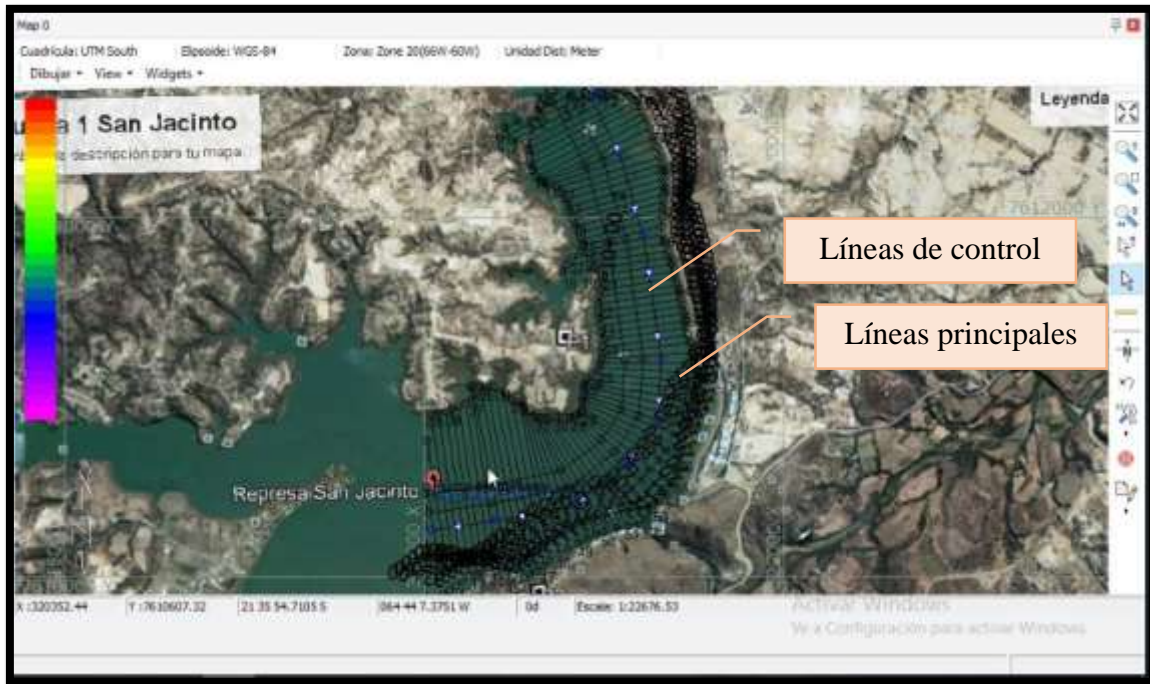 Map 0
Cuadrícula: UTM South Elipsoide: WGS-84 Zona: Zone 20(66W-60W) Unidad Dist: Meter
Dibujar View Widgets
Leyenda
a 1 San Jacinto
descripción para tu mapa
7612000 Y
Líneas de control
Líneas principales
Represa San Jacinto
X :320352.44 Y :7610607.32 21 35 54.7105 S 064 44 7.3751 W 0d Escala: 1:22676.53
Activar Windows
Ve a Configuración para activar Windows.